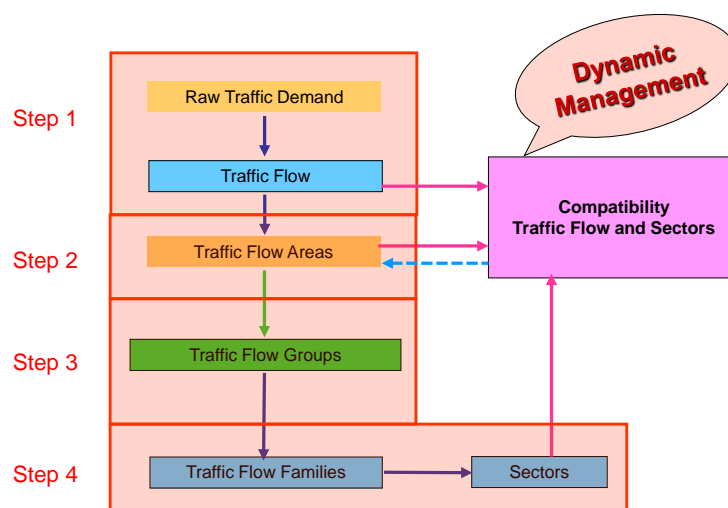 Dynamic
Management
Step 1
Raw Traffic Demand
Traffic Flow
Compatibility
Traffic Flow and Sectors
Step 2
Traffic Flow Areas
Step 3
Traffic Flow Groups
Step 4
Traffic Flow Families
Sectors